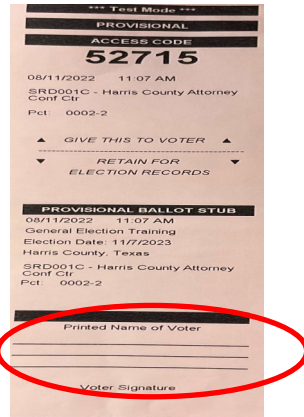 *** Test Mode ***
PROVISIONAL
ACCESS CODE
52715
08/11/2022 11:07 AM
SRD001C - Harris County Attorney
Conf Ctr
Pct: 0002-2
▲ GIVE THIS TO VOTER ▲
▼ RETAIN FOR ▼
ELECTION RECORDS
PROVISIONAL BALLOT STUB
08/11/2022 11:07 AM
General Election Training
Election Date: 11/7/2023
Harris County, Texas
SRD001C - Harris County Attorney
Conf Ctr
Pct: 0002-2
Printed Name of Voter
Voter Signature